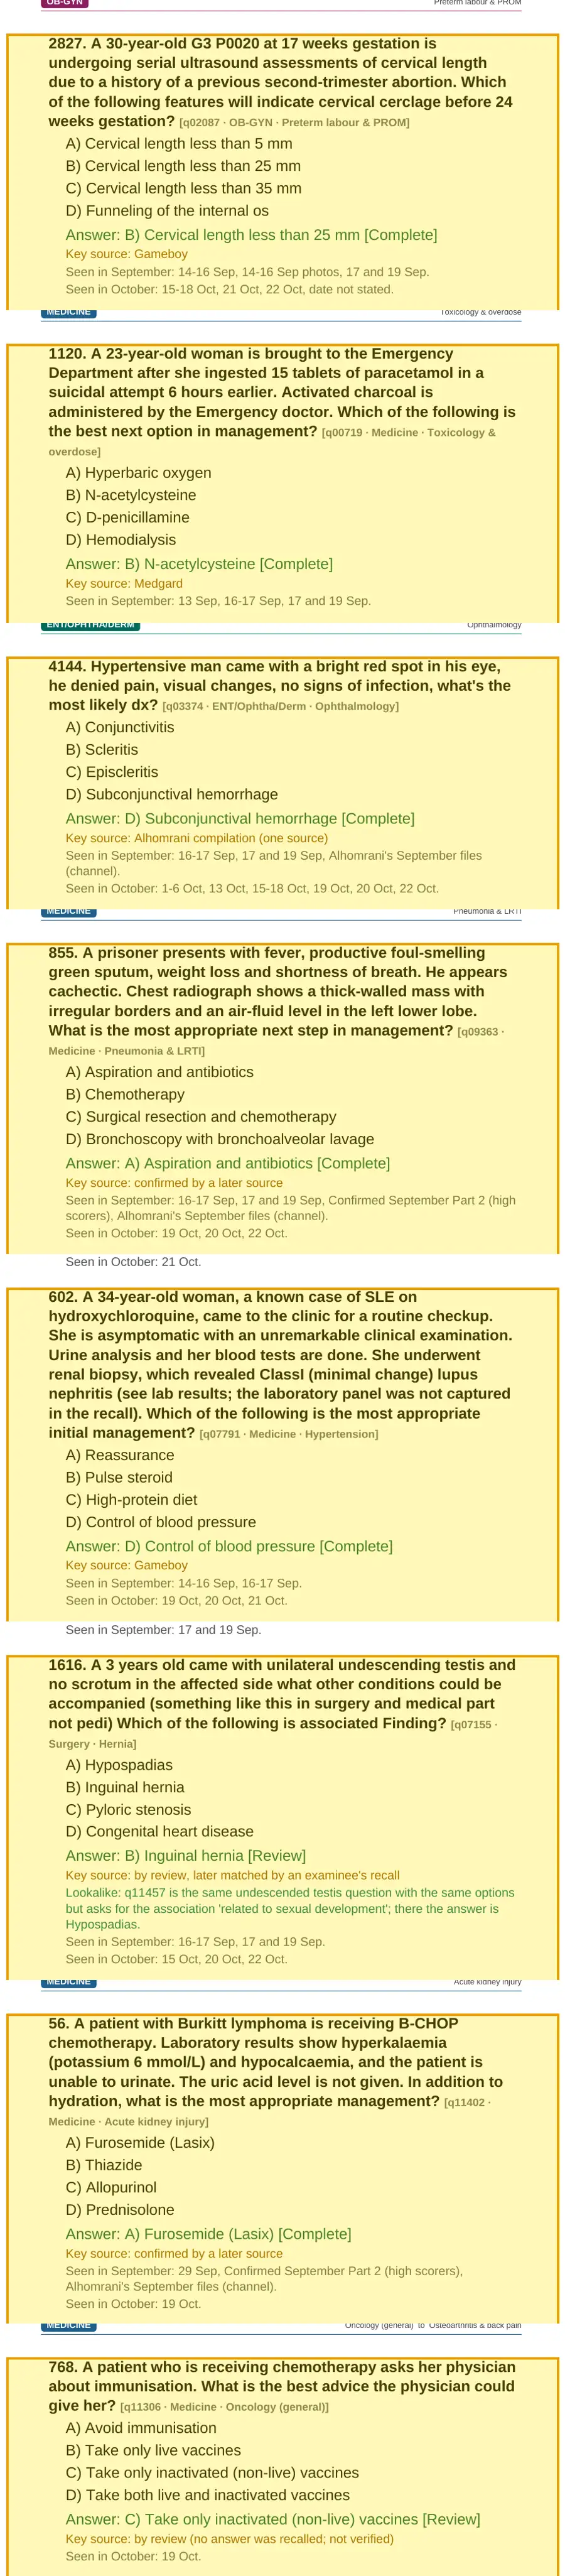 OB-GYN
Preterm labour & PROM
2827. A 30-year-old G3 P0020 at 17 weeks gestation is
undergoing serial ultrasound assessments of cervical length
due to a history of a previous second-trimester abortion. Which
of the following features will indicate cervical cerclage before 24
weeks gestation? [q02087 · OB-GYN · Preterm labour & PROM]
A) Cervical length less than 5 mm
B) Cervical length less than 25 mm
C) Cervical length less than 35 mm
D) Funneling of the internal os
Answer: B) Cervical length less than 25 mm [Complete]
Key source: Gameboy
Seen in September: 14-16 Sep, 14-16 Sep photos, 17 and 19 Sep.
Seen in October: 15-18 Oct, 21 Oct, 22 Oct, date not stated.
MEDICINE
Toxicology & overdose
1120. A 23-year-old woman is brought to the Emergency
Department after she ingested 15 tablets of paracetamol in a
suicidal attempt 6 hours earlier. Activated charcoal is
administered by the Emergency doctor. Which of the following is
the best next option in management? [q00719 · Medicine · Toxicology &
overdose]
A) Hyperbaric oxygen
B) N-acetylcysteine
C) D-penicillamine
D) Hemodialysis
Answer: B) N-acetylcysteine [Complete]
Key source: Medgard
Seen in September: 13 Sep, 16-17 Sep, 17 and 19 Sep.
ENT/OPHTHA/DERM
Ophthalmology
4144. Hypertensive man came with a bright red spot in his eye,
he denied pain, visual changes, no signs of infection, what's the
most likely dx? [q03374 · ENT/Ophtha/Derm · Ophthalmology]
A) Conjunctivitis
B) Scleritis
C) Episcleritis
D) Subconjunctival hemorrhage
Answer: D) Subconjunctival hemorrhage [Complete]
Key source: Alhomrani compilation (one source)
Seen in September: 16-17 Sep, 17 and 19 Sep, Alhomrani's September files
(channel).
Seen in October: 1-6 Oct, 13 Oct, 15-18 Oct, 19 Oct, 20 Oct, 22 Oct.
MEDICINE
Pneumonia & LRTI
855. A prisoner presents with fever, productive foul-smelling
green sputum, weight loss and shortness of breath. He appears
cachectic. Chest radiograph shows a thick-walled mass with
irregular borders and an air-fluid level in the left lower lobe.
What is the most appropriate next step in management? [q09363 ·
Medicine · Pneumonia & LRTI]
A) Aspiration and antibiotics
B) Chemotherapy
C) Surgical resection and chemotherapy
D) Bronchoscopy with bronchoalveolar lavage
Answer: A) Aspiration and antibiotics [Complete]
Key source: confirmed by a later source
Seen in September: 16-17 Sep, 17 and 19 Sep, Confirmed September Part 2 (high
scorers), Alhomrani's September files (channel).
Seen in October: 19 Oct, 20 Oct, 22 Oct.
Seen in October: 21 Oct.
602. A 34-year-old woman, a known case of SLE on
hydroxychloroquine, came to the clinic for a routine checkup.
She is asymptomatic with an unremarkable clinical examination.
Urine analysis and her blood tests are done. She underwent
renal biopsy, which revealed ClassI (minimal change) lupus
nephritis (see lab results; the laboratory panel was not captured
in the recall). Which of the following is the most appropriate
initial management? [q07791 · Medicine · Hypertension]
A) Reassurance
B) Pulse steroid
C) High-protein diet
D) Control of blood pressure
Answer: D) Control of blood pressure [Complete]
Key source: Gameboy
Seen in September: 14-16 Sep, 16-17 Sep.
Seen in October: 19 Oct, 20 Oct, 21 Oct.
Seen in September: 17 and 19 Sep.
1616. A 3 years old came with unilateral undescending testis and
no scrotum in the affected side what other conditions could be
accompanied (something like this in surgery and medical part
not pedi) Which of the following is associated Finding? [q07155 ·
Surgery · Hernia]
A) Hypospadias
B) Inguinal hernia
C) Pyloric stenosis
D) Congenital heart disease
Answer: B) Inguinal hernia [Review]
Key source: by review, later matched by an examinee's recall
Lookalike: q11457 is the same undescended testis question with the same options
but asks for the association 'related to sexual development'; there the answer is
Hypospadias.
Seen in September: 16-17 Sep, 17 and 19 Sep.
Seen in October: 15 Oct, 20 Oct, 22 Oct.
MEDICINE
Acute kidney injury
56. A patient with Burkitt lymphoma is receiving B-CHOP
chemotherapy. Laboratory results show hyperkalaemia
(potassium 6 mmol/L) and hypocalcaemia, and the patient is
unable to urinate. The uric acid level is not given. In addition to
hydration, what is the most appropriate management? [q11402 ·
Medicine · Acute kidney injury]
A) Furosemide (Lasix)
B) Thiazide
C) Allopurinol
D) Prednisolone
Answer: A) Furosemide (Lasix) [Complete]
Key source: confirmed by a later source
Seen in September: 29 Sep, Confirmed September Part 2 (high scorers),
Alhomrani's September files (channel).
Seen in October: 19 Oct.
MEDICINE
Oncology (general) to Osteoarthritis & back pain
768. A patient who is receiving chemotherapy asks her physician
about immunisation. What is the best advice the physician could
give her? [q11306 · Medicine · Oncology (general)]
A) Avoid immunisation
B) Take only live vaccines
C) Take only inactivated (non-live) vaccines
D) Take both live and inactivated vaccines
Answer: C) Take only inactivated (non-live) vaccines [Review]
Key source: by review (no answer was recalled; not verified)
Seen in October: 19 Oct.